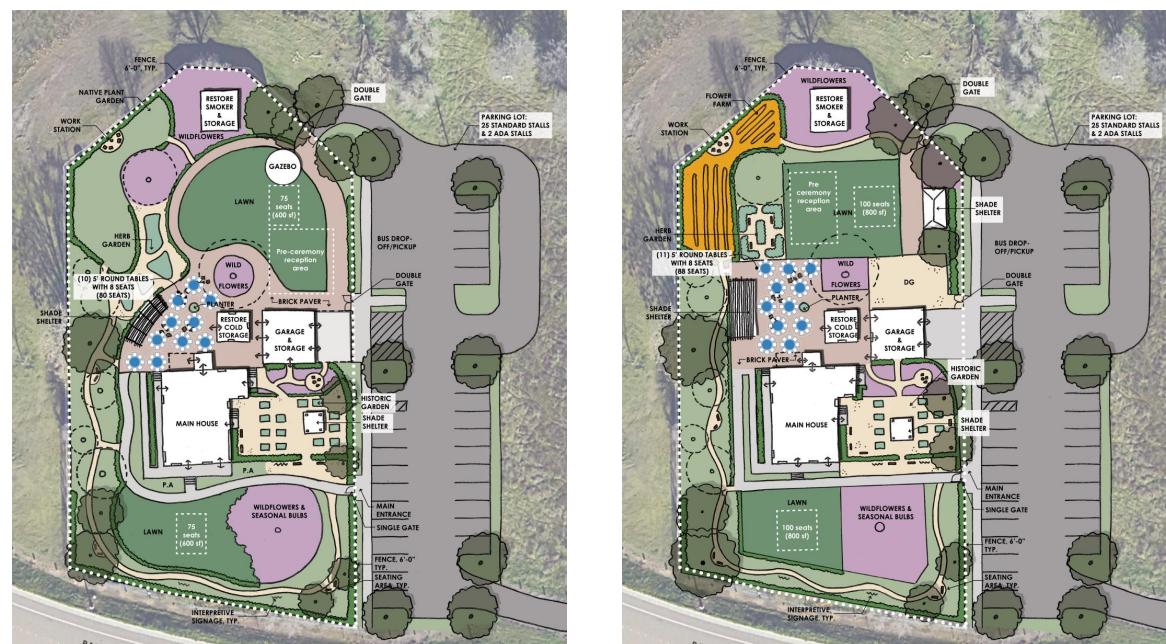 FENCE,
6'-0", TYP.
NATIVE PLANT
GARDEN
WORK
STATION
RESTORE
SMOKER
&
STORAGE
WILDFLOWERS
DOUBLE
GATE
PARKING LOT:
25 STANDARD STALLS
& 2 ADA STALLS
GAZEBO
LAWN
75
seats
(600 sf)
HERB
GARDEN
Pre-ceremony
reception
area
BUS DROP-
OFF/PICKUP
(10) 5' ROUND TABLES
WITH 8 SEATS
(80 SEATS)
WILD
FLOWERS
DOUBLE
GATE
PLANTER
BRICK PAVER
SHADE
SHELTER
RESTORE
COLD
STORAGE
GARAGE
&
STORAGE
MAIN HOUSE
HISTORIC
GARDEN
SHADE
SHELTER
P.A
P.A
MAIN
ENTRANCE
SINGLE GATE
LAWN
75
seats
(600 sf)
WILDFLOWERS &
SEASONAL BULBS
FENCE, 6'-0"
TYP.
SEATING
AREA, TYP.
INTERPRETIVE
SIGNAGE, TYP.
FENCE,
6'-0", TYP.
FLOWER
FARM
WORK
STATION
WILDFLOWERS
RESTORE
SMOKER
&
STORAGE
DOUBLE
GATE
PARKING LOT:
25 STANDARD STALLS
& 2 ADA STALLS
Pre
ceremony
reception
area
LAWN
100 seats
(800 sf)
SHADE
SHELTER
HERB
GARDEN
BUS DROP-
OFF/PICKUP
(11) 5' ROUND TABLES
WITH 8 SEATS
(88 SEATS)
WILD
FLOWERS
DG
DOUBLE
GATE
PLANTER
SHADE
SHELTER
RESTORE
COLD
STORAGE
GARAGE
&
STORAGE
BRICK PAVER
MAIN HOUSE
HISTORIC
GARDEN
SHADE
SHELTER
MAIN
ENTRANCE
SINGLE GATE
LAWN
100 seats
(800 sf)
WILDFLOWERS &
SEASONAL BULBS
FENCE, 6'-0"
TYP.
SEATING
AREA, TYP.
INTERPRETIVE
SIGNAGE, TYP.